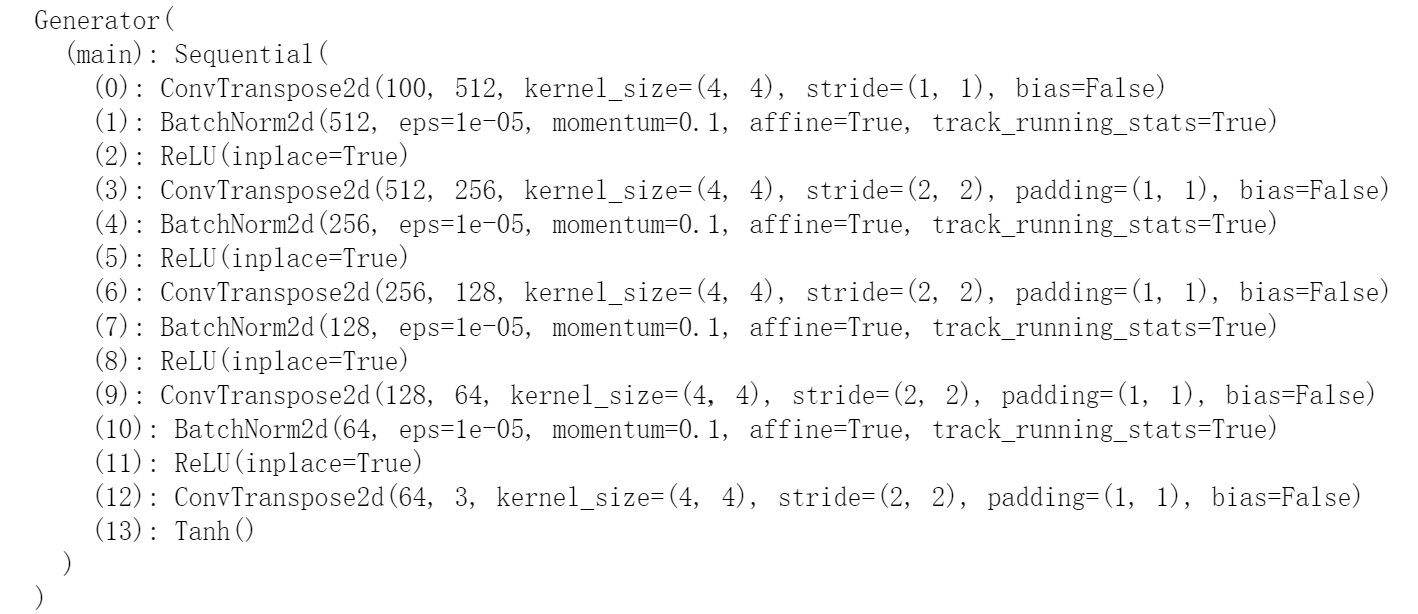 Generator(
  (main): Sequential(
    (0): ConvTranspose2d(100, 512, kernel_size=(4, 4), stride=(1, 1), bias=False)
    (1): BatchNorm2d(512, eps=1e-05, momentum=0.1, affine=True, track_running_stats=True)
    (2): ReLU(inplace=True)
    (3): ConvTranspose2d(512, 256, kernel_size=(4, 4), stride=(2, 2), padding=(1, 1), bias=False)
    (4): BatchNorm2d(256, eps=1e-05, momentum=0.1, affine=True, track_running_stats=True)
    (5): ReLU(inplace=True)
    (6): ConvTranspose2d(256, 128, kernel_size=(4, 4), stride=(2, 2), padding=(1, 1), bias=False)
    (7): BatchNorm2d(128, eps=1e-05, momentum=0.1, affine=True, track_running_stats=True)
    (8): ReLU(inplace=True)
    (9): ConvTranspose2d(128, 64, kernel_size=(4, 4), stride=(2, 2), padding=(1, 1), bias=False)
    (10): BatchNorm2d(64, eps=1e-05, momentum=0.1, affine=True, track_running_stats=True)
    (11): ReLU(inplace=True)
    (12): ConvTranspose2d(64, 3, kernel_size=(4, 4), stride=(2, 2), padding=(1, 1), bias=False)
    (13): Tanh()
  )
)